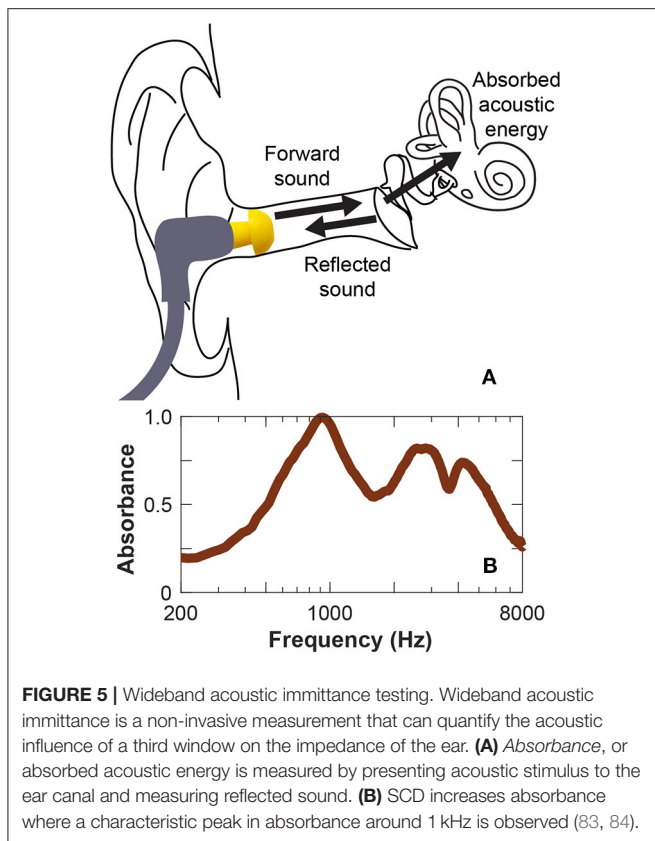 Absorbed
acoustic
energy
Forward
sound
Reflected
sound
A
1.0
0.5
Absorbance
B
200
1000
8000
Frequency (Hz)
FIGURE 5 | Wideband acoustic immittance testing. Wideband acoustic
immittance is a non-invasive measurement that can quantify the acoustic
influence of a third window on the impedance of the ear. (A) Absorbance, or
absorbed acoustic energy is measured by presenting acoustic stimulus to the
ear canal and measuring reflected sound. (B) SCD increases absorbance
where a characteristic peak in absorbance around 1 kHz is observed (83, 84).